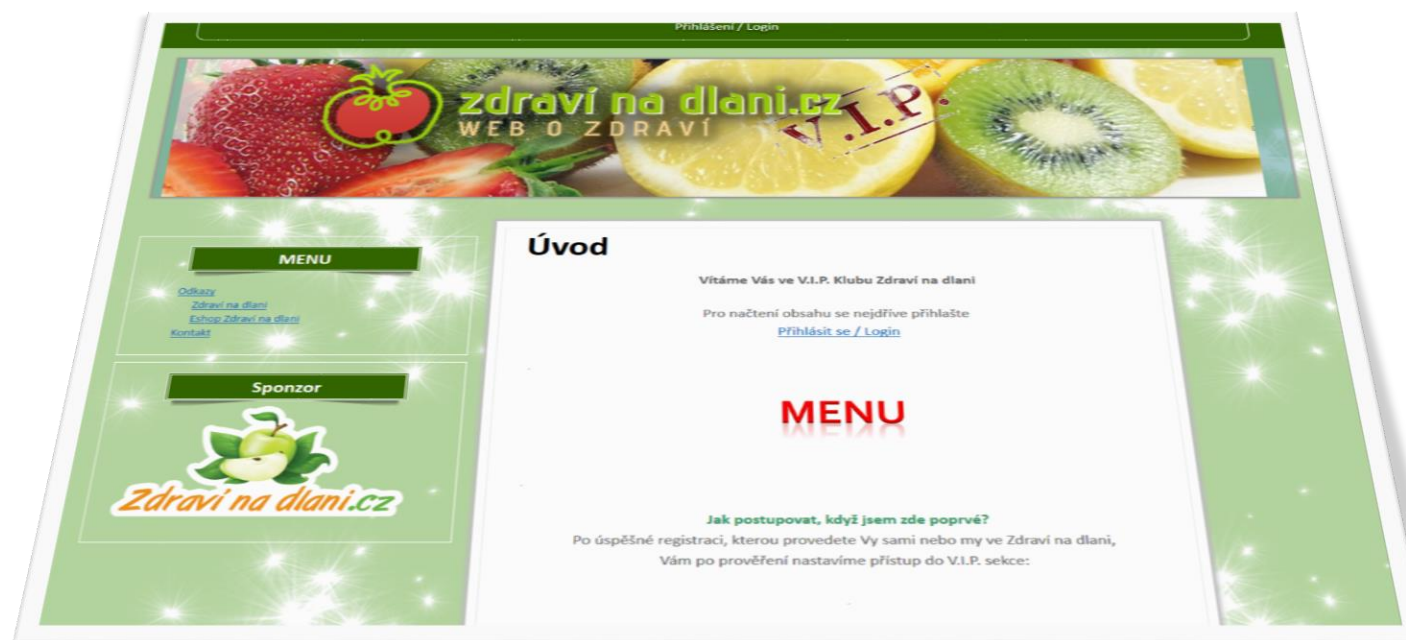 Přihlášení / Login
zdraví na dlani.cz
WEB O ZDRAVÍ
V.I.P.
MENU
Odkazy
Zdraví na dlani
Eshop Zdraví na dlani
Kontakt
Sponzor
Zdraví na dlani.cz
Úvod
Vítáme Vás ve V.I.P. Klubu Zdraví na dlani
Pro načtení obsahu se nejdříve přihlašte
Přihlásit se / Login
MENU
Jak postupovat, když jsem zde poprvé?
Po úspěšné registraci, kterou provedete Vy sami nebo my ve Zdraví na dlani,
Vám po prověření nastavíme přístup do V.I.P. sekce: